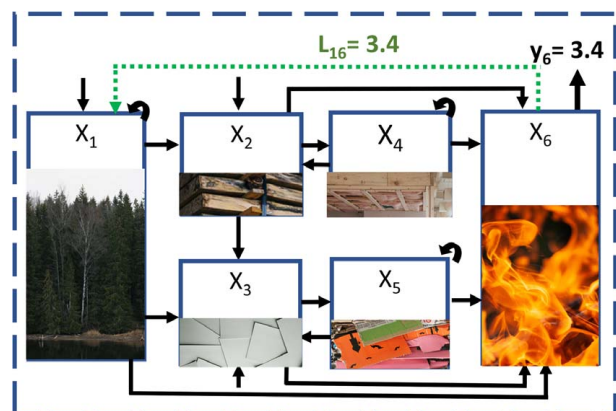 L₁₆= 3.4
y₆= 3.4
X₁
X₂
X₄
X₆
X₃
X₅